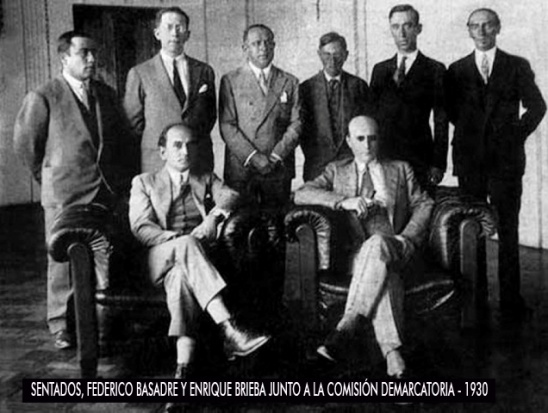 SENTADOS, FEDERICO BASADRE Y ENRIQUE BRIEBA JUNTO A LA COMISIÓN DEMARCATORIA - 1930